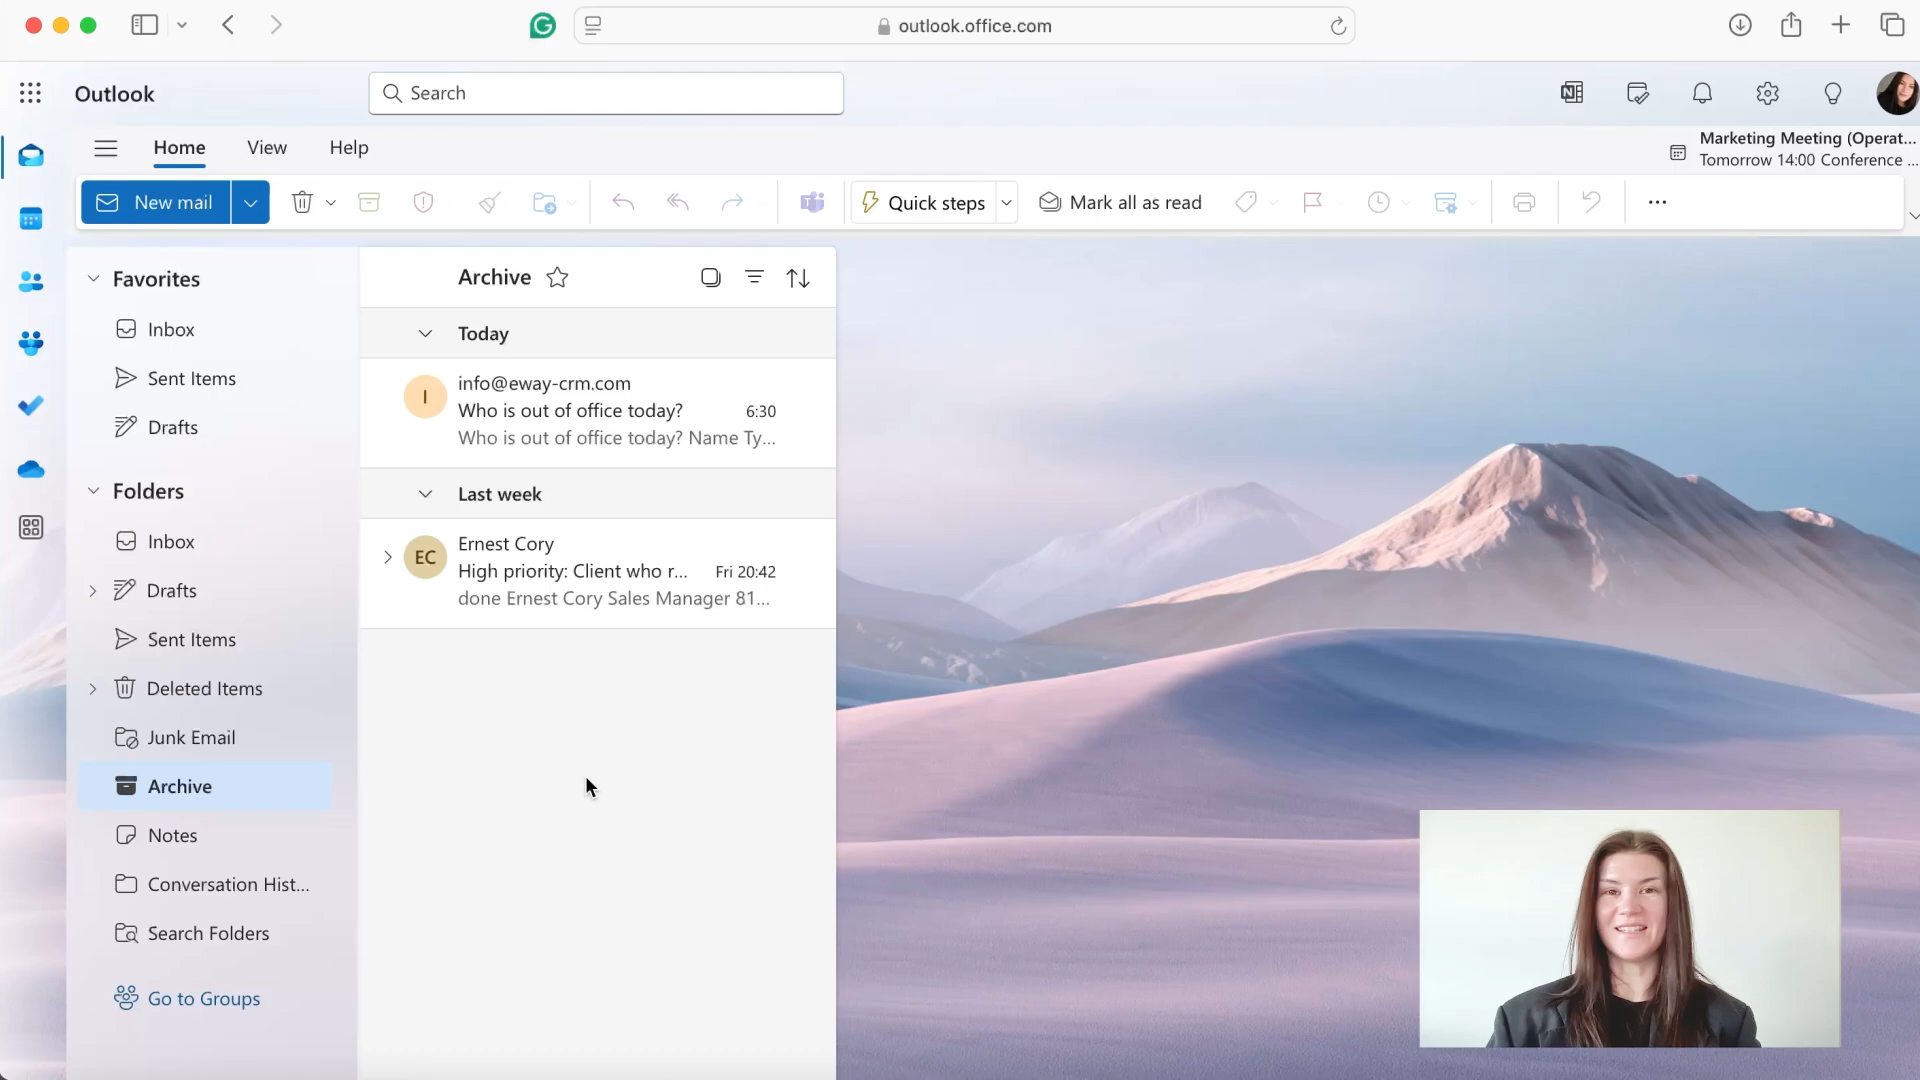 outlook.office.com
Outlook
Search
Home
View
Help
Marketing Meeting (Operat...
Tomorrow 14:00 Conference ...
New mail
Quick steps
Mark all as read
Favorites
Inbox
Sent Items
Drafts
Folders
Inbox
Drafts
Sent Items
Deleted Items
Junk Email
Archive
Notes
Conversation Hist...
Search Folders
Go to Groups
Archive
Today
I
info@eway-crm.com
Who is out of office today?
6:30
Who is out of office today? Name Ty...
Last week
EC
Ernest Cory
High priority: Client who r...
Fri 20:42
done Ernest Cory Sales Manager 81...